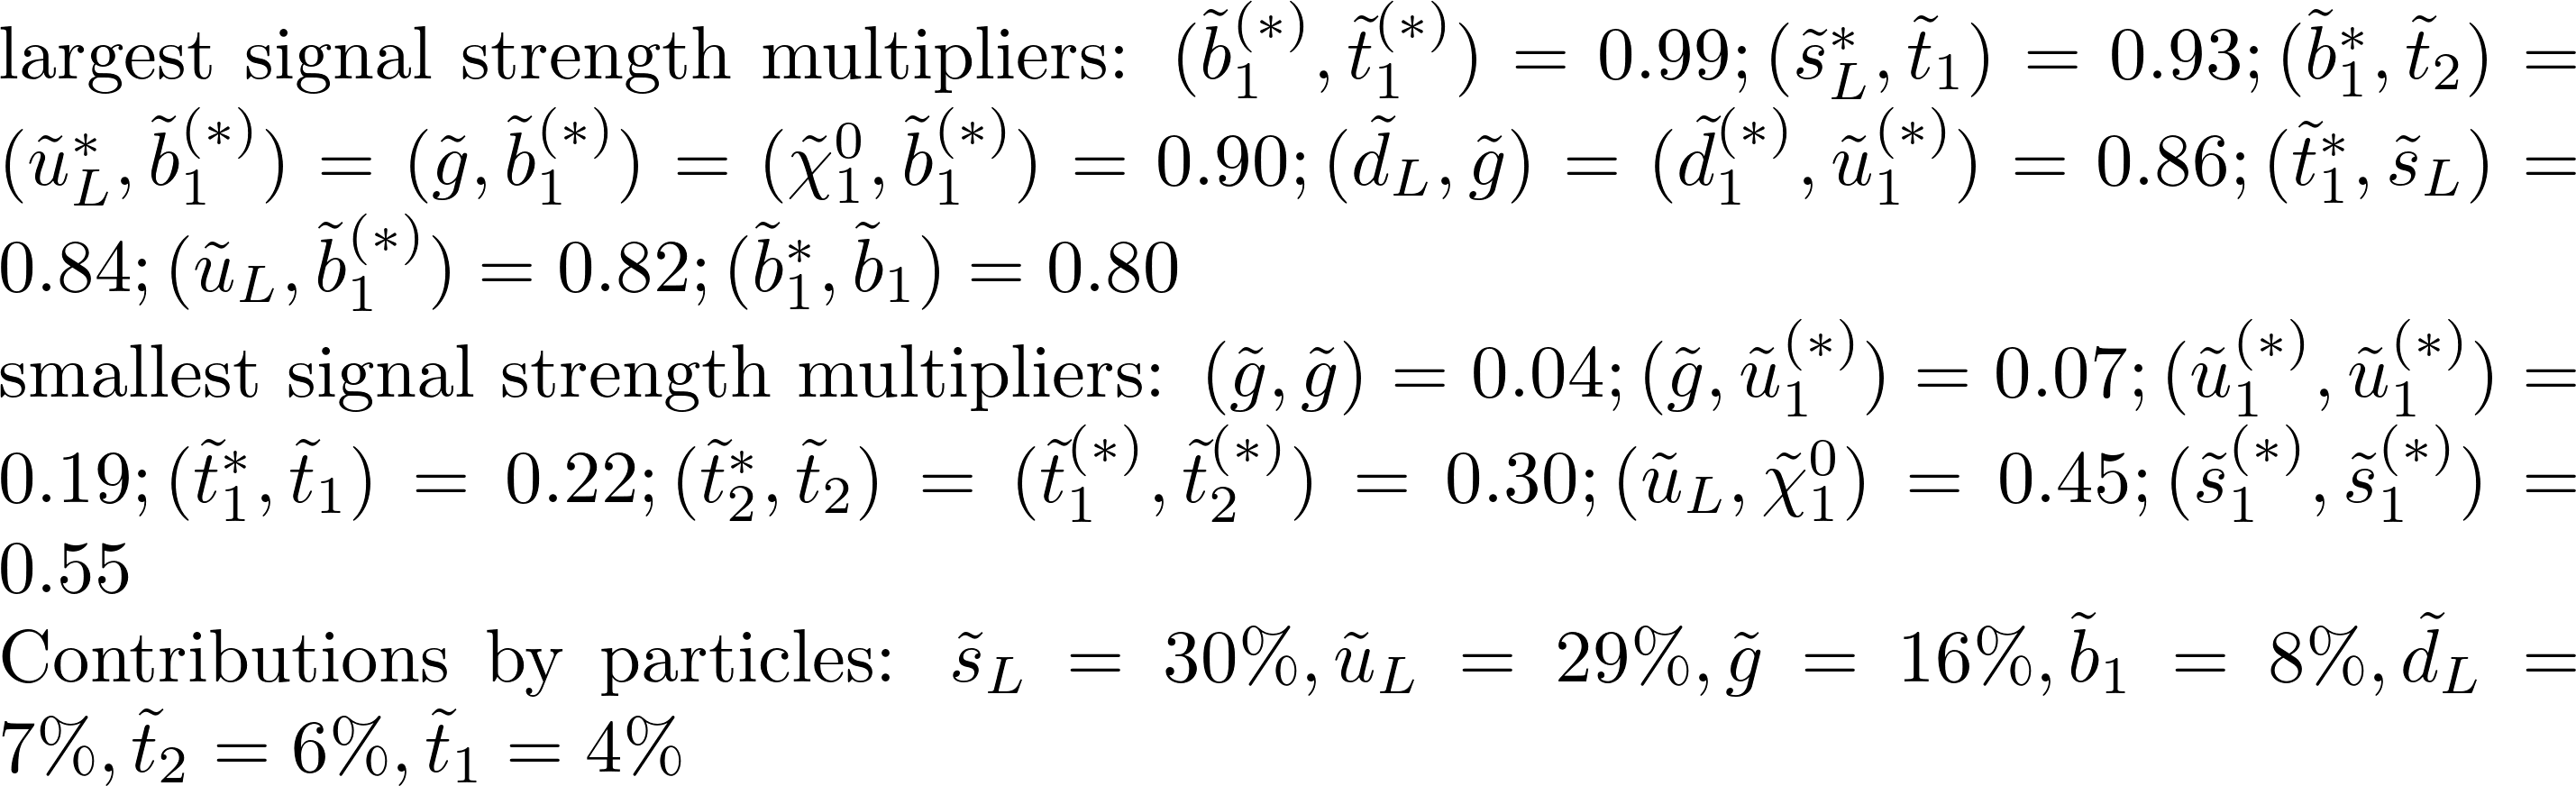 largest signal strength multipliers: $(\tilde{b}_1^{(*)}, \tilde{t}_1^{(*)}) = 0.99; (\tilde{s}_L^*, \tilde{t}_1) = 0.93; (\tilde{b}_1^*, \tilde{t}_2) =$
$(\tilde{u}_L^*, \tilde{b}_1^{(*)}) = (\tilde{g}, \tilde{b}_1^{(*)}) = (\tilde{\chi}_1^0, \tilde{b}_1^{(*)}) = 0.90; (\tilde{d}_L, \tilde{g}) = (\tilde{d}_1^{(*)}, \tilde{u}_1^{(*)}) = 0.86; (\tilde{t}_1^*, \tilde{s}_L) =$
$0.84; (\tilde{u}_L, \tilde{b}_1^{(*)}) = 0.82; (\tilde{b}_1^*, \tilde{b}_1) = 0.80$
smallest signal strength multipliers: $(\tilde{g}, \tilde{g}) = 0.04; (\tilde{g}, \tilde{u}_1^{(*)}) = 0.07; (\tilde{u}_1^{(*)}, \tilde{u}_1^{(*)}) =$
$0.19; (\tilde{t}_1^*, \tilde{t}_1) = 0.22; (\tilde{t}_2^*, \tilde{t}_2) = (\tilde{t}_1^{(*)}, \tilde{t}_2^{(*)}) = 0.30; (\tilde{u}_L, \tilde{\chi}_1^0) = 0.45; (\tilde{s}_1^{(*)}, \tilde{s}_1^{(*)}) =$
$0.55$
Contributions by particles: $\tilde{s}_L = 30\%, \tilde{u}_L = 29\%, \tilde{g} = 16\%, \tilde{b}_1 = 8\%, \tilde{d}_L =$
$7\%, \tilde{t}_2 = 6\%, \tilde{t}_1 = 4\%$